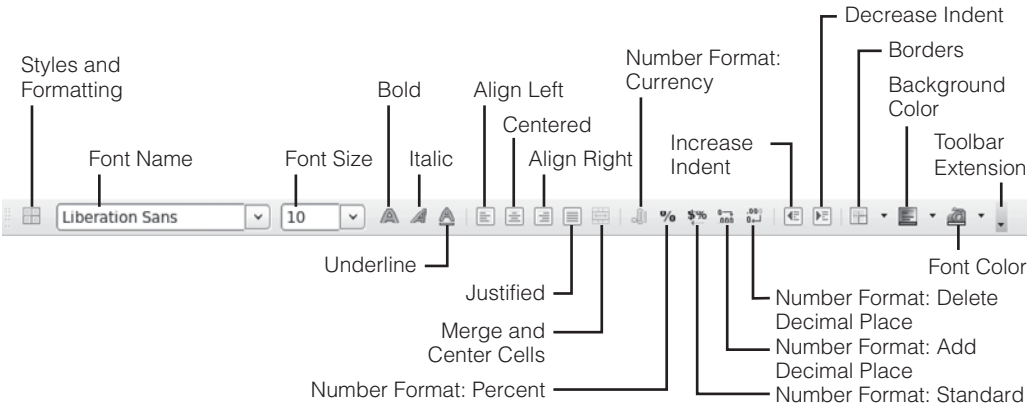 Decrease Indent
Borders
Number Format:
Currency
Styles and
Formatting
Background
Color
Bold
Align Left
Centered
Increase
Indent
Toolbar
Extension
Font Name
Font Size
Italic
Align Right
Liberation Sans
10
%
$%
000
.000
Underline
Font Color
Justified
Number Format: Delete
Decimal Place
Merge and
Center Cells
Number Format: Add
Decimal Place
Number Format: Percent
Number Format: Standard